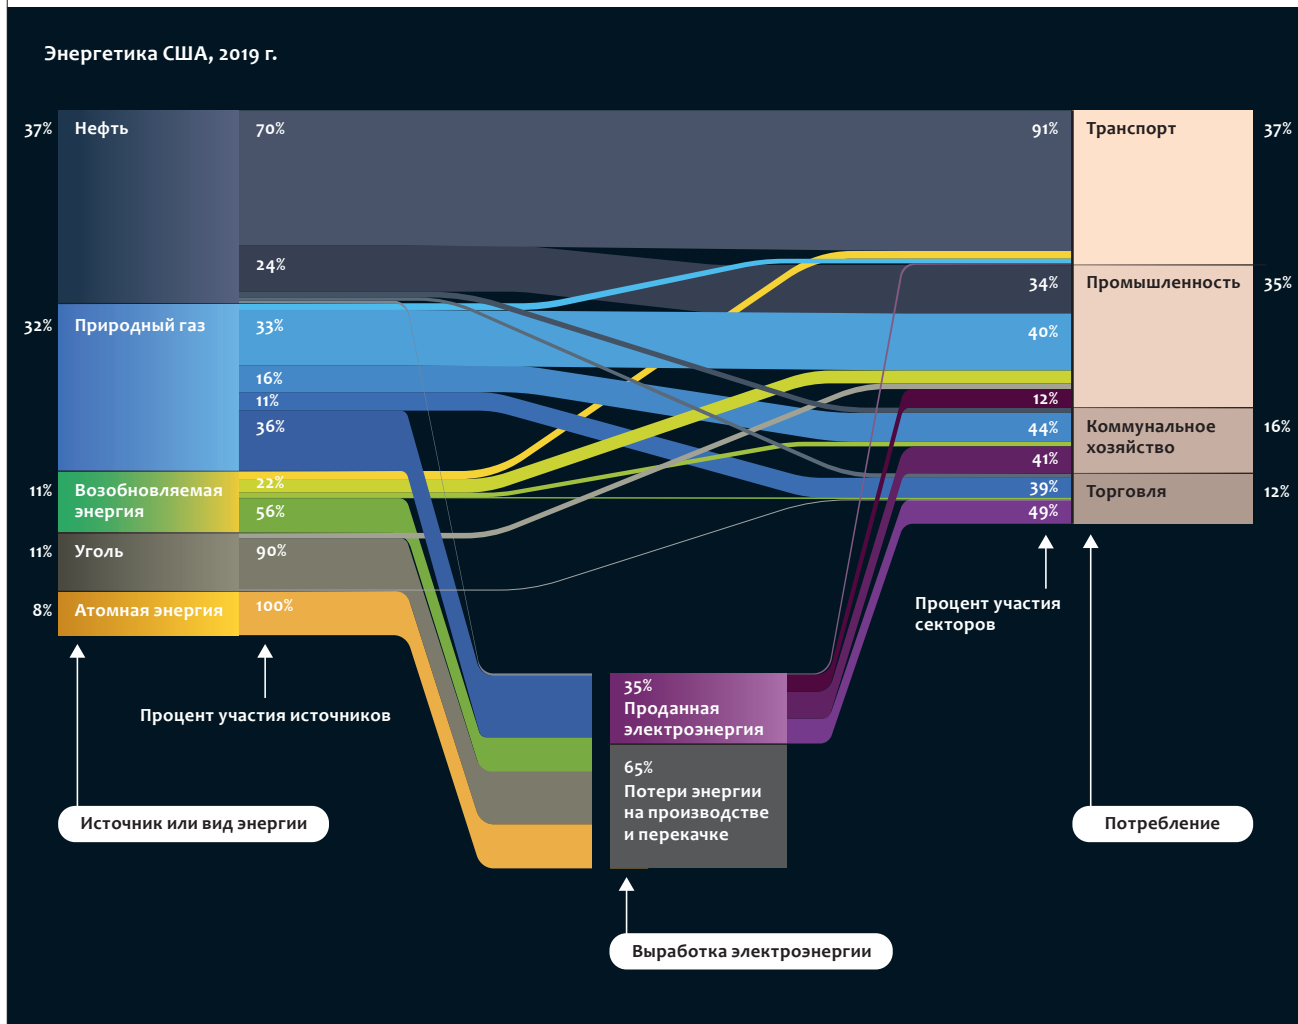 Энергетика США, 2019 г.
37% Нефть 70% 91% Транспорт 37%
24%
34% Промышленность 35%
32% Природный газ 33% 40%
16%
11%
12%
36% 44% Коммунальное 16%
хозяйство
41%
22%
11% Возобновляемая
энергия
39% Торговля 12%
56% 49%
11% Уголь 90%
8% Атомная энергия 100%
Процент участия
секторов
Процент участия источников
35%
Проданная
электроэнергия
65%
Потери энергии
на производстве
и перекачке
Источник или вид энергии
Потребление
Выработка электроэнергии